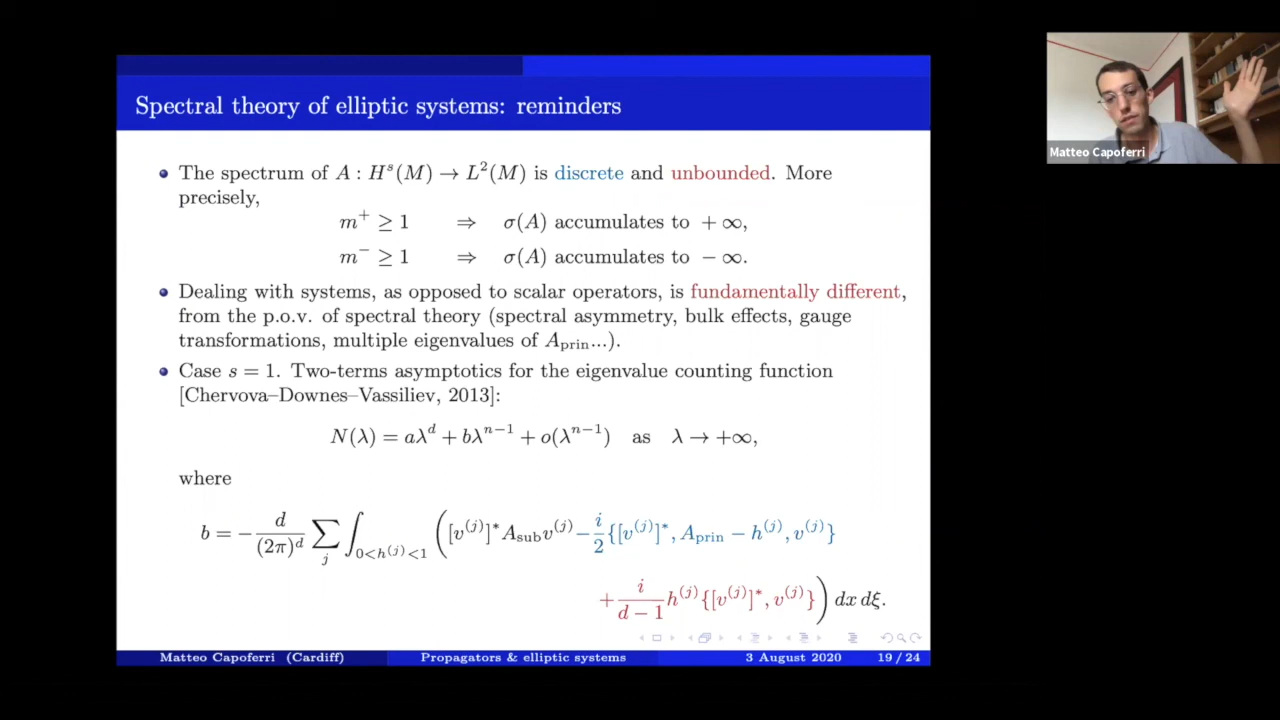 Spectral theory of elliptic systems: reminders
The spectrum of A : Hˢ(M) → L²(M) is discrete and unbounded. More
precisely,
m⁺ ≥ 1 ⇒ σ(A) accumulates to + ∞,
m⁻ ≥ 1 ⇒ σ(A) accumulates to − ∞.
Dealing with systems, as opposed to scalar operators, is fundamentally different,
from the p.o.v. of spectral theory (spectral asymmetry, bulk effects, gauge
transformations, multiple eigenvalues of A_prin...).
Case s = 1. Two-terms asymptotics for the eigenvalue counting function
[Chervova–Downes–Vassiliev, 2013]:
N(λ) = aλ^d + bλ^{n−1} + o(λ^{n−1}) as λ → +∞,
where
b = − d/(2π)^d ∑_j ∫_{0<h^{(j)}<1} ([v^{(j)}]* A_sub v^{(j)} − i/2 {[v^{(j)}]*, A_prin − h^{(j)}, v^{(j)}}
+ i/(d−1) h^{(j)} {[v^{(j)}]*, v^{(j)}}) dx dξ.
Matteo Capoferri (Cardiff) Propagators & elliptic systems 3 August 2020 19 / 24
Matteo Capoferri